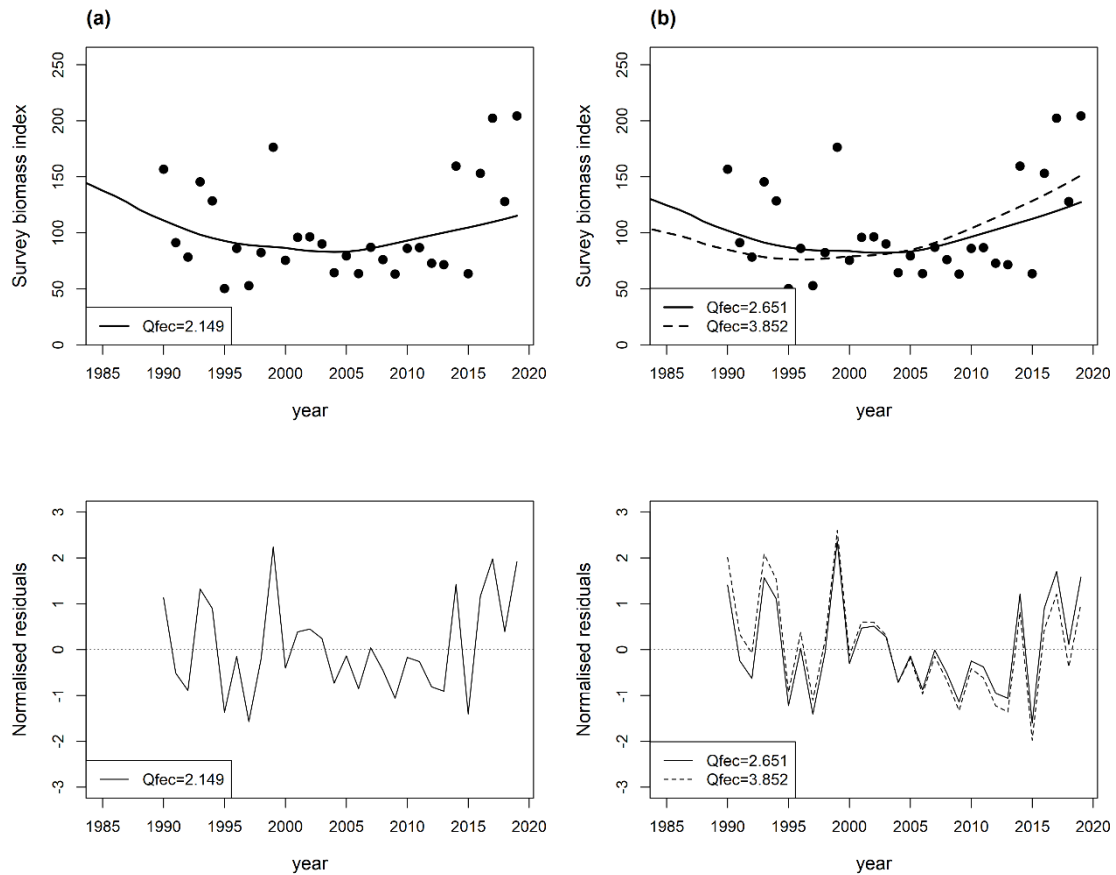 (a)
Survey biomass index
250
200
150
100
50
0
Qfec=2.149
1985 1990 1995 2000 2005 2010 2015 2020
year
(b)
Survey biomass index
250
200
150
100
50
0
Qfec=2.651
Qfec=3.852
1985 1990 1995 2000 2005 2010 2015 2020
year
Normalised residuals
3
2
1
0
-1
-2
-3
Qfec=2.149
1985 1990 1995 2000 2005 2010 2015 2020
year
Normalised residuals
3
2
1
0
-1
-2
-3
Qfec=2.651
Qfec=3.852
1985 1990 1995 2000 2005 2010 2015 2020
year